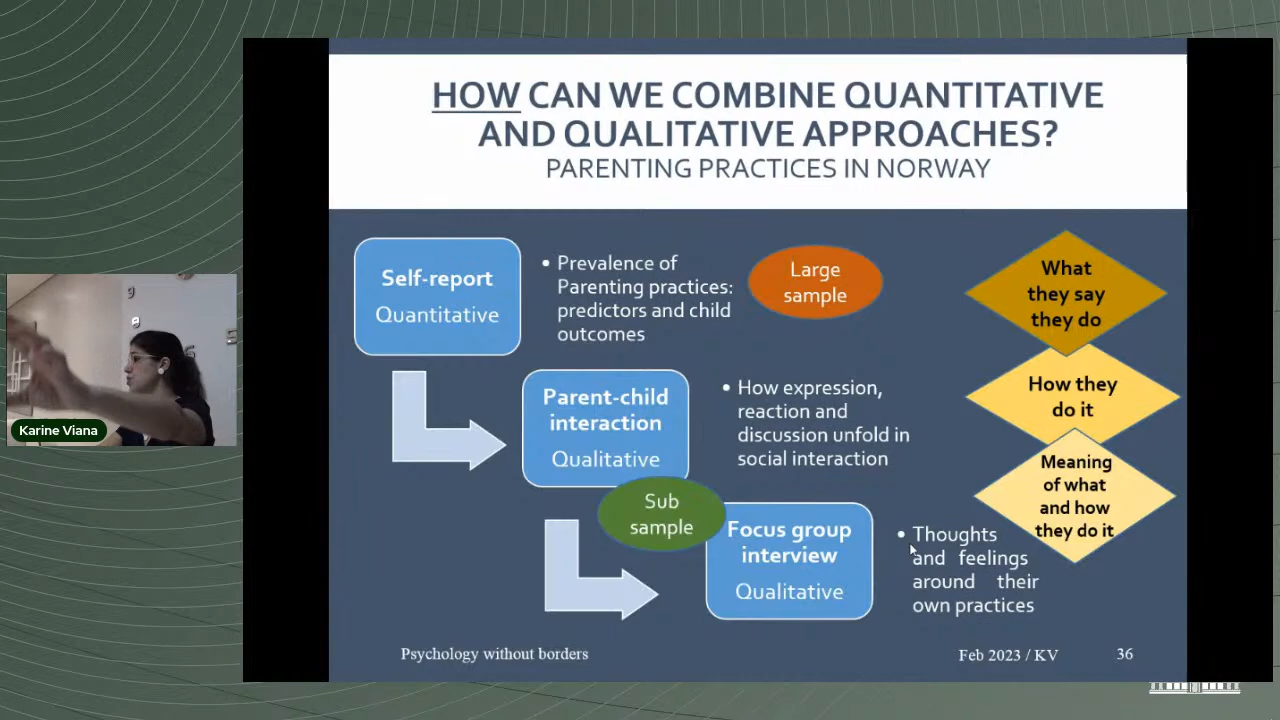 HOW CAN WE COMBINE QUANTITATIVE
AND QUALITATIVE APPROACHES?
PARENTING PRACTICES IN NORWAY
Self-report
Quantitative
• Prevalence of
Parenting practices:
predictors and child
outcomes
Large
sample
What
they say
they do
Parent-child
interaction
Qualitative
• How expression,
reaction and
discussion unfold in
social interaction
How they
do it
Sub
sample
Focus group
interview
Qualitative
• Thoughts
and feelings
around their
own practices
Meaning
of what
and how
they do it
Karine Viana
Psychology without borders
Feb 2023 / KV
36